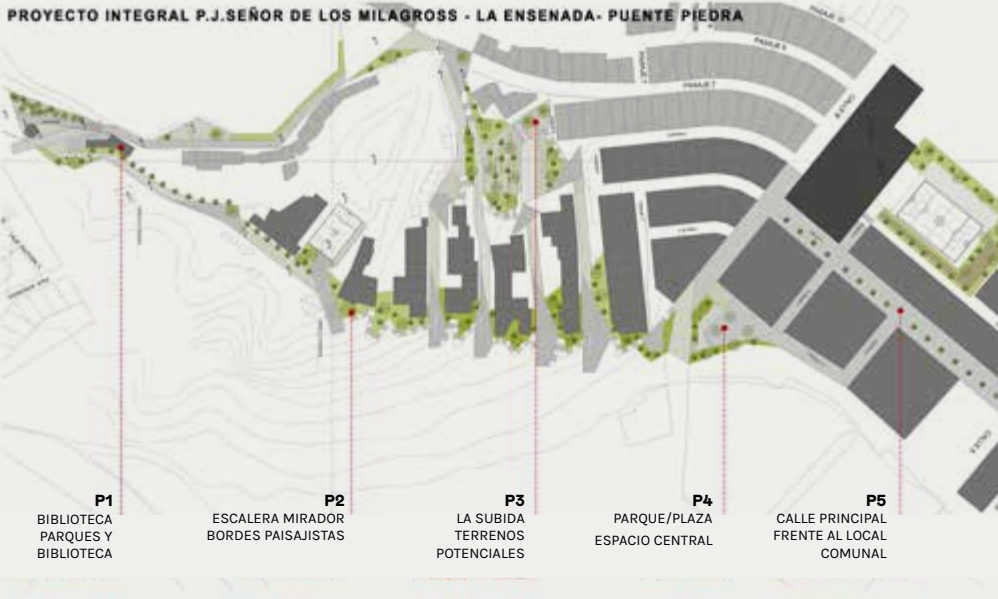 PROYECTO INTEGRAL P.J.SEÑOR DE LOS MILAGROSS - LA ENSENADA- PUENTE PIEDRA
P1
BIBLIOTECA
PARQUES Y
BIBLIOTECA
P2
ESCALERA MIRADOR
BORDES PAISAJISTAS
P3
LA SUBIDA
TERRENOS
POTENCIALES
P4
PARQUE/PLAZA
ESPACIO CENTRAL
P5
CALLE PRINCIPAL
FRENTE AL LOCAL
COMUNAL